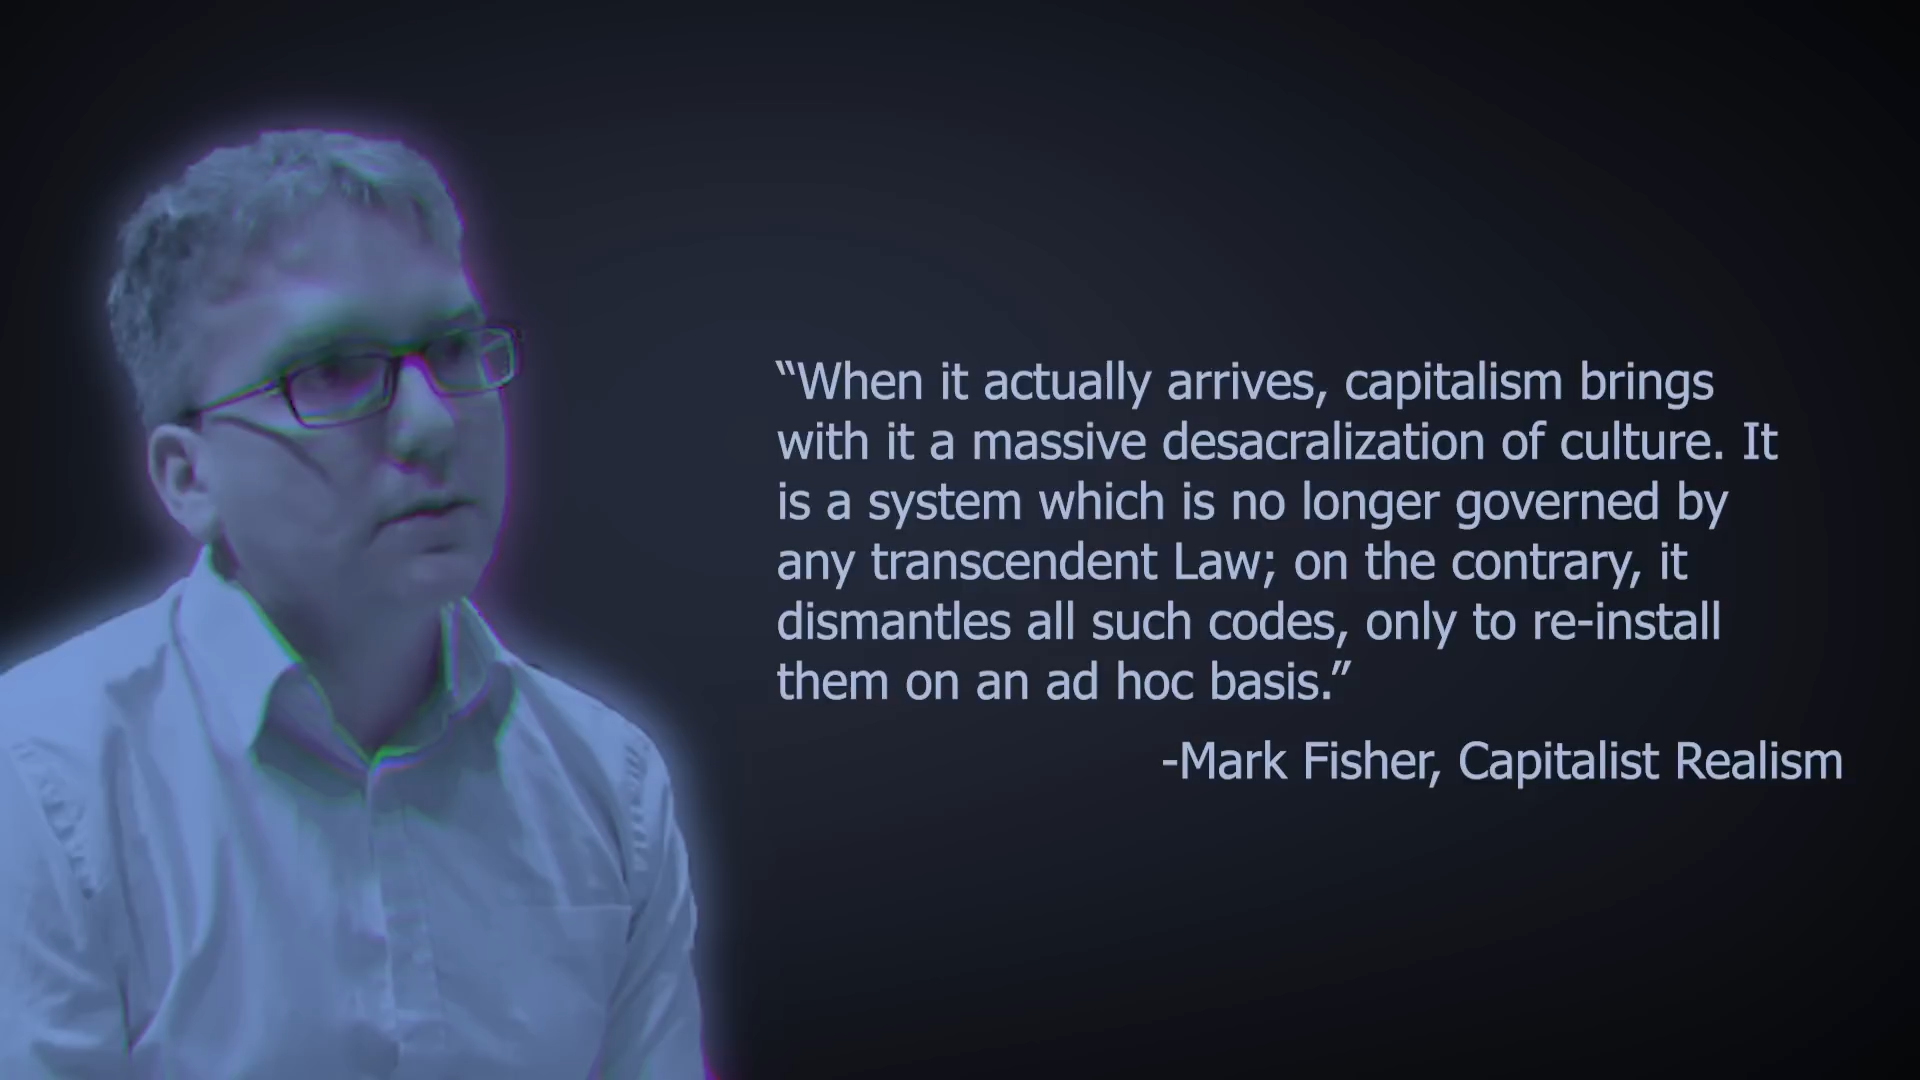 “When it actually arrives, capitalism brings
with it a massive desacralization of culture. It
is a system which is no longer governed by
any transcendent Law; on the contrary, it
dismantles all such codes, only to re-install
them on an ad hoc basis.”
-Mark Fisher, Capitalist Realism